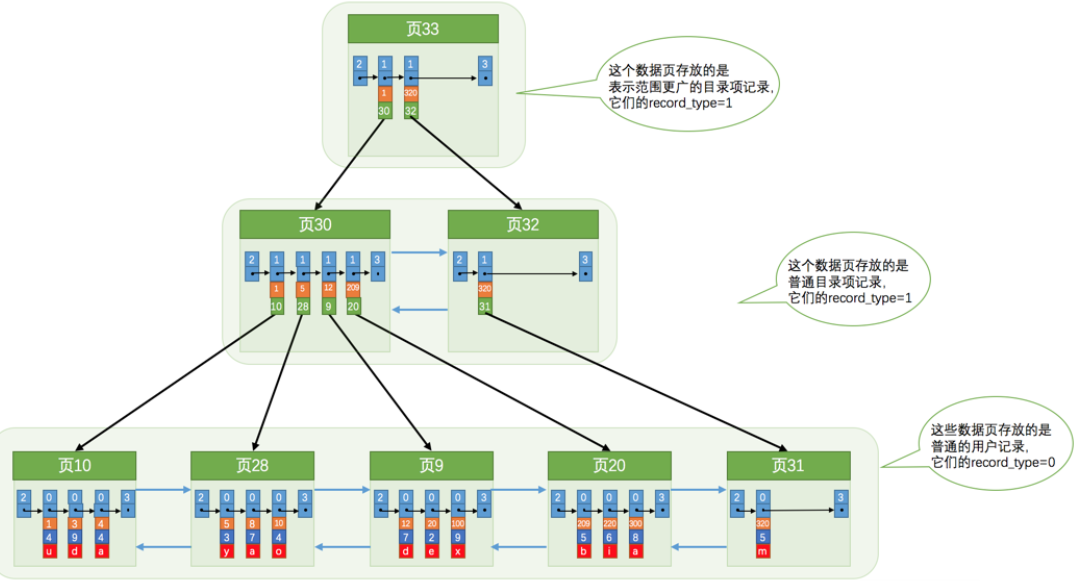 页33
2 1 1 3
1 320
30 32
这个数据页存放的是
表示范围更广的目录项记录,
它们的record_type=1
页30
2 1 1 1 1 3
1 5 12 209
10 28 9 20
页32
2 1 3
320
31
这个数据页存放的是
普通目录项记录,
它们的record_type=1
这些数据页存放的是
普通的用户记录,
它们的record_type=0
页10
2 0 0 0 3
1 3 4
4 9 4
u d a
页28
2 0 0 0 3
5 8 10
3 7 4
y a o
页9
2 0 0 0 3
12 20 100
7 2 9
d e x
页20
2 0 0 0 3
209 220 300
5 6 8
b i a
页31
2 0 3
320
5
m